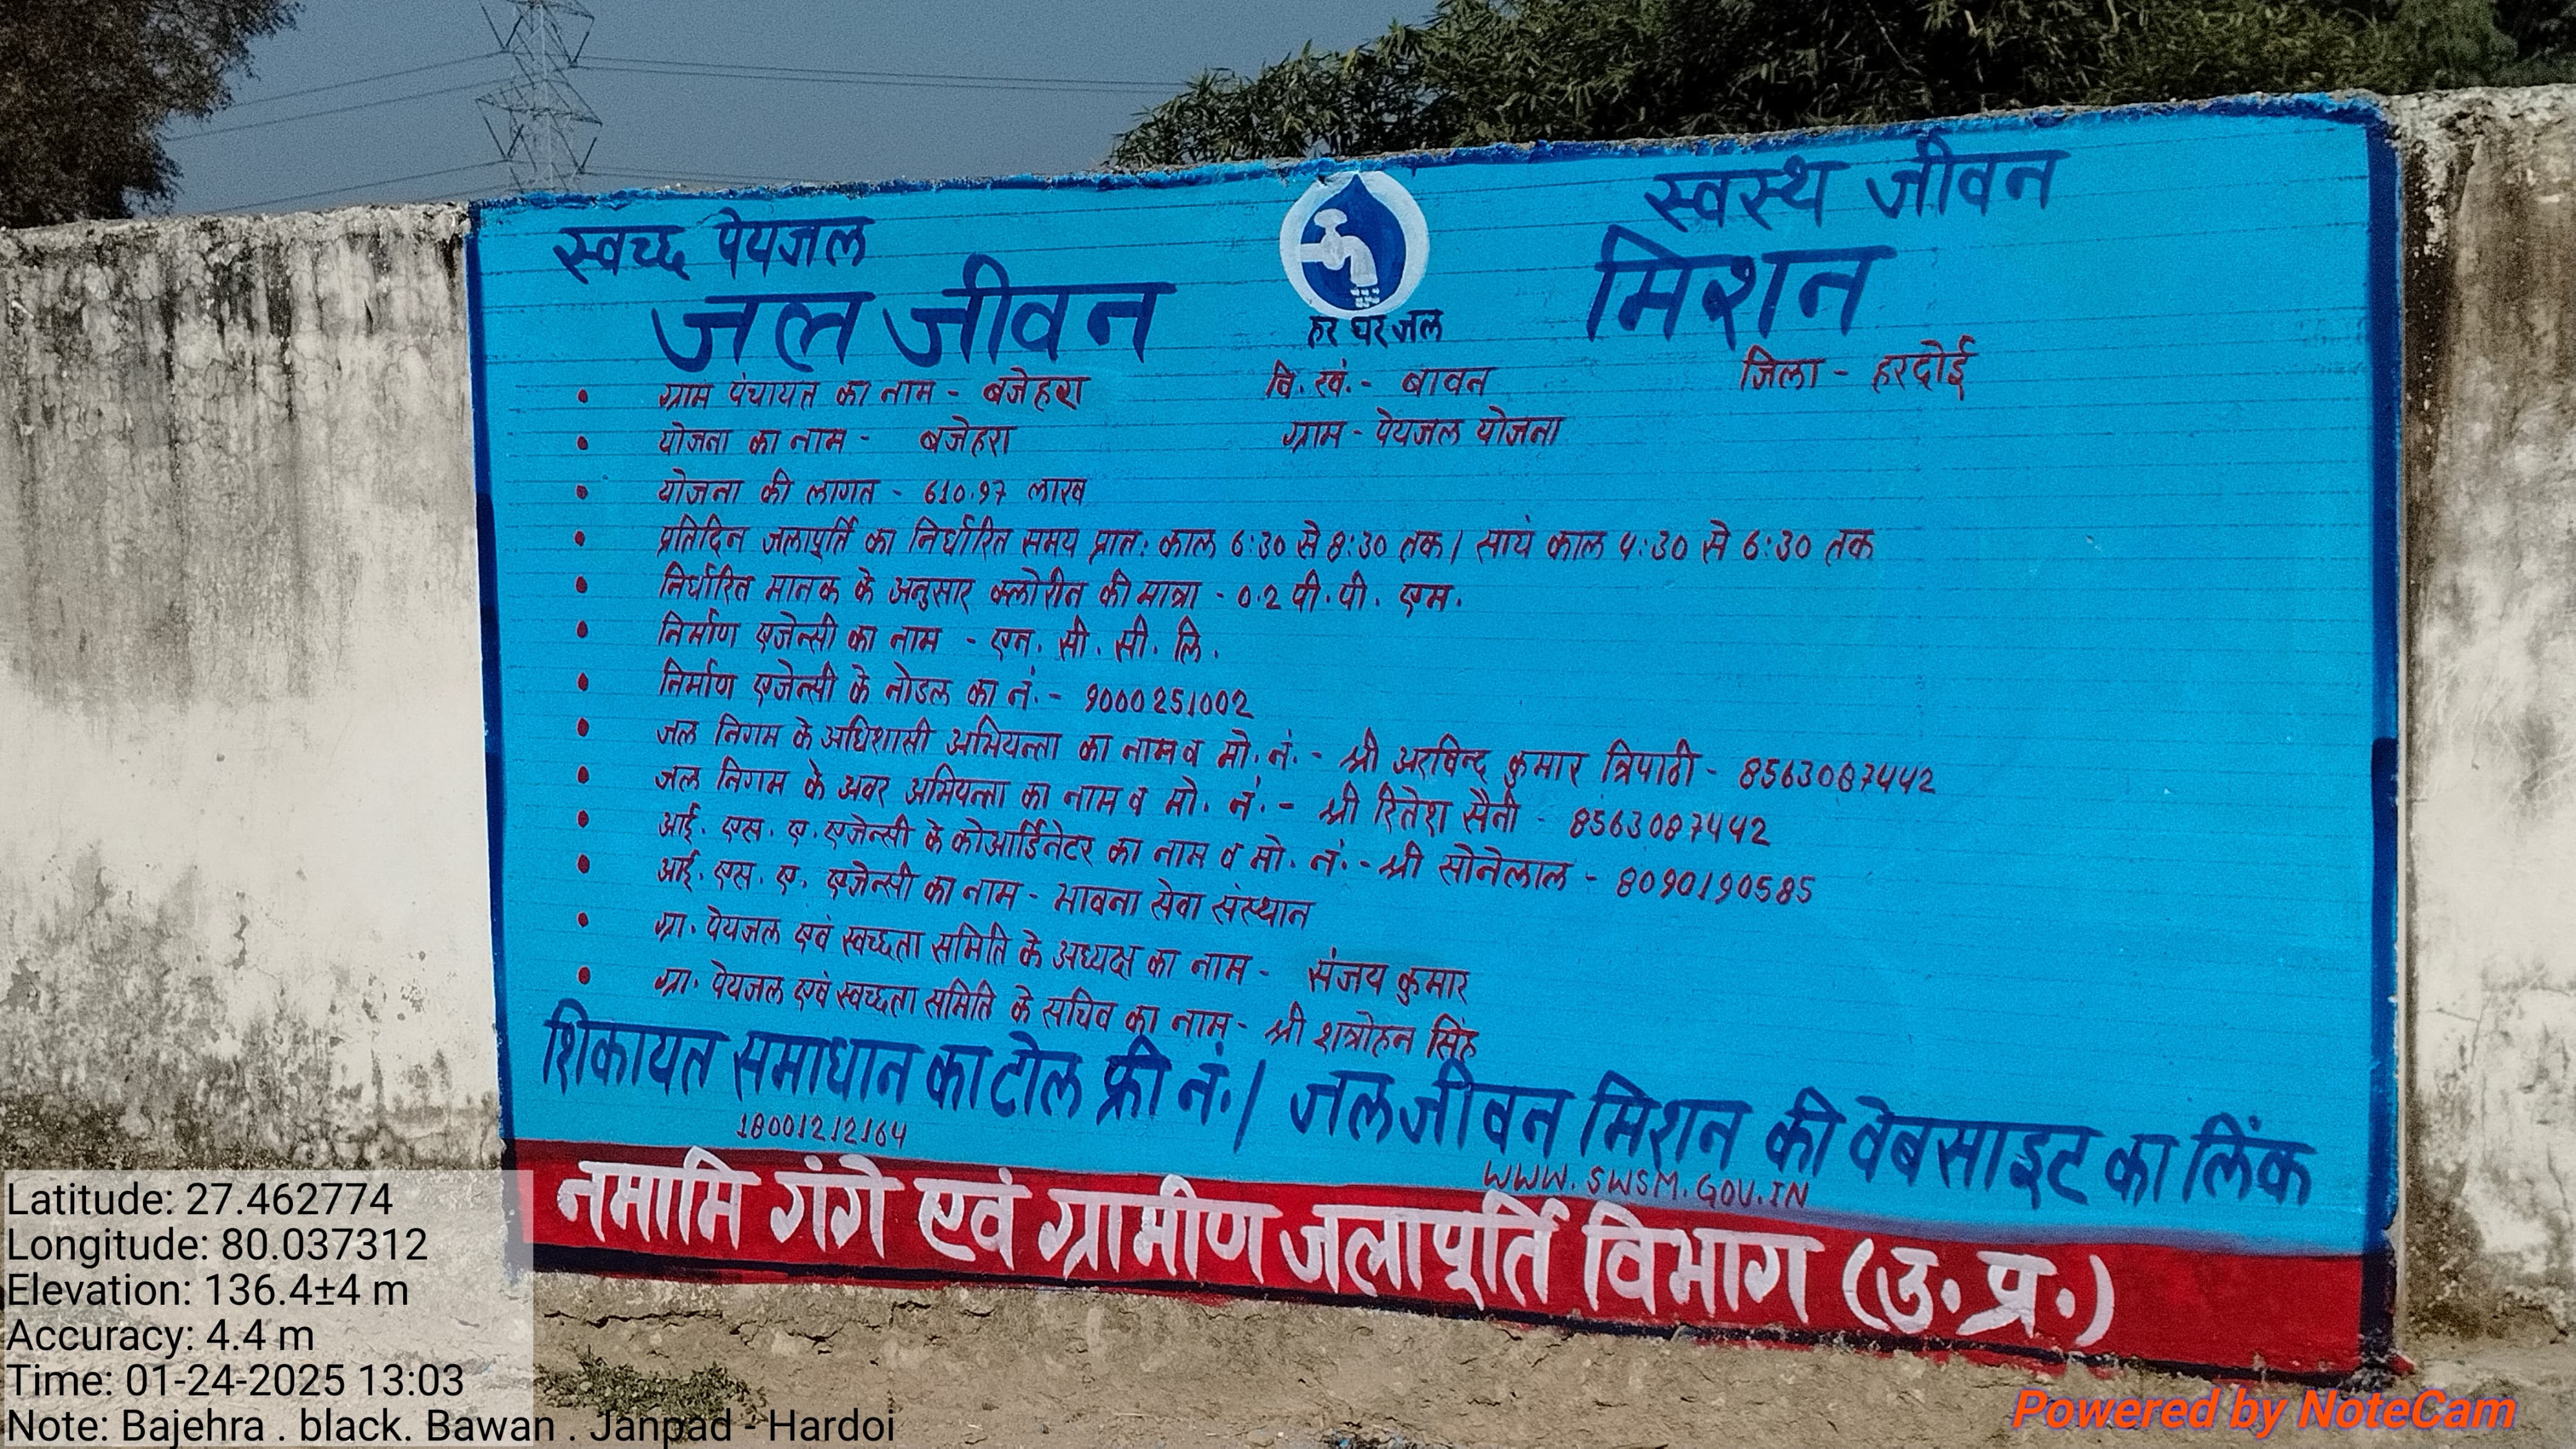 स्वच्छ पेयजल
स्वस्थ जीवन
जल जीवन
मिशन
हर घर जल
ग्राम पंचायत का नाम - बजेहरा वि. खं. - बावन जिला - हरदोई
योजना का नाम - बजेहरा ग्राम - पेयजल योजना
योजना की लागत - 610.97 लाख
प्रतिदिन जलापूर्ति का निर्धारित समय प्रात: काल 6:30 से 8:30 तक / सायं काल 4:30 से 6:30 तक
निर्धारित मानक के अनुसार क्लोरीन की मात्रा - 0.2 पी. पी. एम.
निर्माण एजेन्सी का नाम - एन. सी. सी. लि.
निर्माण एजेन्सी के नोडल का नं. - 9000251002
जल निगम के अधिशासी अभियन्ता का नाम व मो. नं. - श्री अरविन्द कुमार त्रिपाठी - 8563087442
जल निगम के अवर अभियन्ता का नाम व मो. नं. - श्री रितेश सैनी - 8563087442
आई. एस. ए. एजेन्सी के कोआर्डिनेटर का नाम व मो. नं. - श्री सोनेलाल - 8090190585
आई. एस. ए. एजेन्सी का नाम - भावना सेवा संस्थान
ग्रा. पेयजल एवं स्वच्छता समिति के अध्यक्ष का नाम - संजय कुमार
ग्रा. पेयजल एवं स्वच्छता समिति के सचिव का नाम - श्री शत्रोहन सिंह
शिकायत समाधान का टोल फ्री नं. / जल जीवन मिशन की वेबसाइट का लिंक
18001212164
WWW.SWSM.GOV.IN
नमामि गंगे एवं ग्रामीण जलापूर्ति विभाग (उ.प्र.)
Latitude: 27.462774
Longitude: 80.037312
Elevation: 136.4±4 m
Accuracy: 4.4 m
Time: 01-24-2025 13:03
Note: Bajehra . black. Bawan . Janpad - Hardoi
Powered by NoteCam